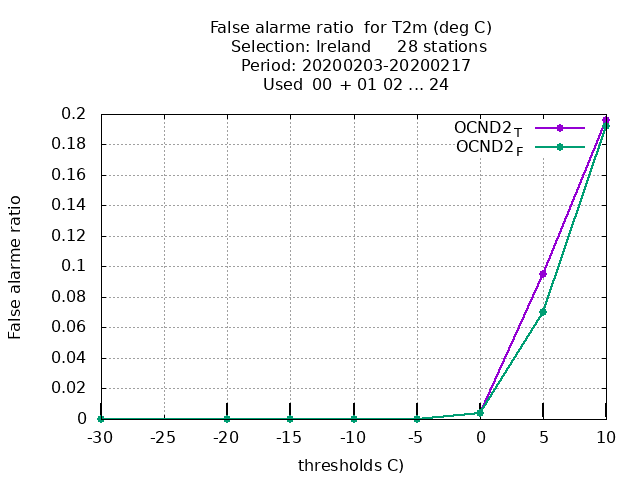 False alarme ratio  for T2m (deg C)
Selection: Ireland     28 stations
Period: 20200203-20200217
Used  00 + 01 02 ... 24
False alarme ratio
0.2
0.18
0.16
0.14
0.12
0.1
0.08
0.06
0.04
0.02
0
OCND2T
OCND2F
-30 -25 -20 -15 -10 -5 0 5 10
thresholds C)